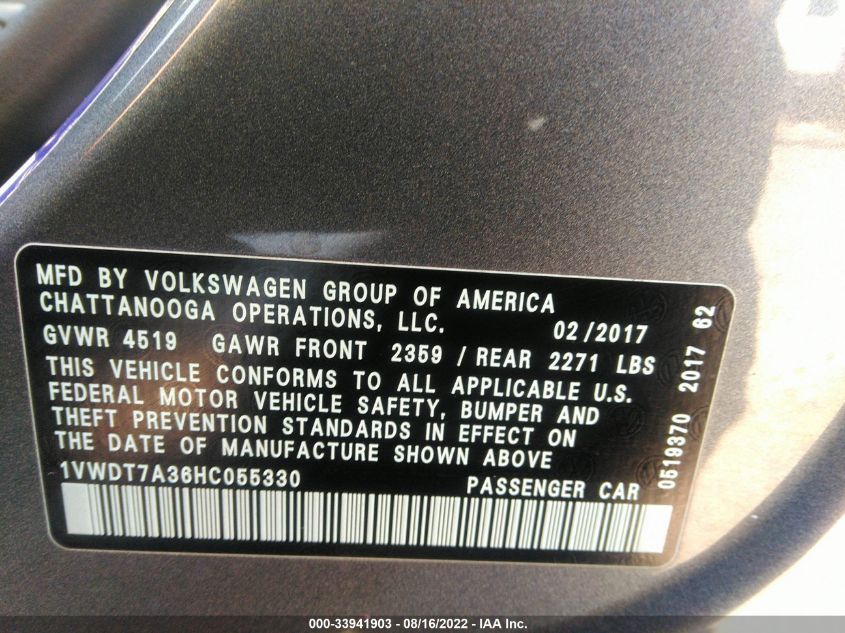 MFD BY VOLKSWAGEN GROUP OF AMERICA
CHATTANOOGA OPERATIONS, LLC. 02/2017
GVWR 4519 GAWR FRONT 2359 / REAR 2271 LBS
THIS VEHICLE CONFORMS TO ALL APPLICABLE U.S.
FEDERAL MOTOR VEHICLE SAFETY, BUMPER AND
THEFT PREVENTION STANDARDS IN EFFECT ON
THE DATE OF MANUFACTURE SHOWN ABOVE
1VWDT7A36HC055330 PASSENGER CAR
0519370 2017 62
000-33941903 - 08/16/2022 - IAA Inc.